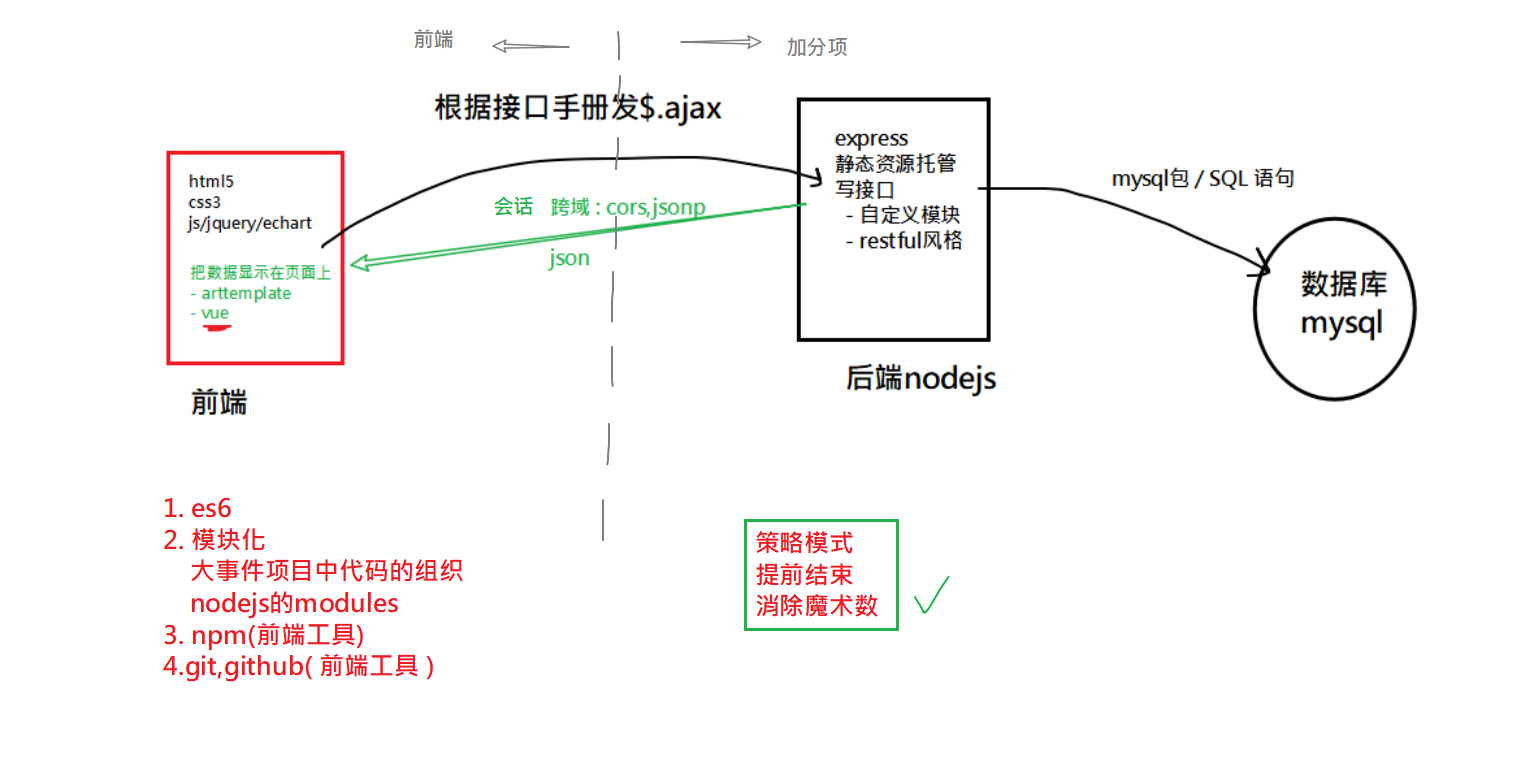 前端
加分项
根据接口手册发$.ajax
html5
css3
js/jquery/echart
把数据显示在页面上
- arttemplate
- vue
前端
会话 跨域 : cors,jsonp
json
express
静态资源托管
写接口
- 自定义模块
- restful风格
后端nodejs
mysql包 / SQL 语句
数据库
mysql
1. es6
2. 模块化
大事件项目中代码的组织
nodejs的modules
3. npm(前端工具)
4.git,github( 前端工具 )
策略模式
提前结束
消除魔术数